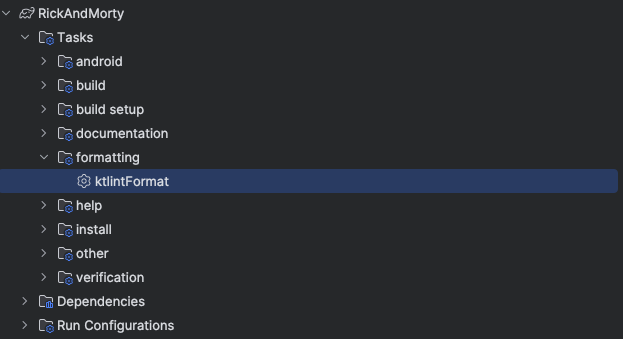 RickAndMorty
Tasks
android
build
build setup
documentation
formatting
ktlintFormat
help
install
other
verification
Dependencies
Run Configurations